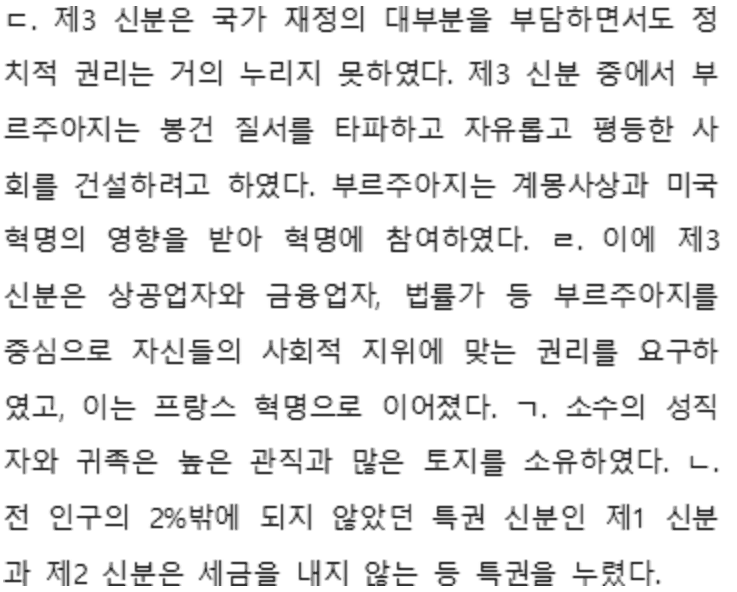 ㄷ. 제3 신분은 국가 재정의 대부분을 부담하면서도 정
치적 권리는 거의 누리지 못하였다. 제3 신분 중에서 부
르주아지는 봉건 질서를 타파하고 자유롭고 평등한 사
회를 건설하려고 하였다. 부르주아지는 계몽사상과 미국
혁명의 영향을 받아 혁명에 참여하였다. ㄹ. 이에 제3
신분은 상공업자와 금융업자, 법률가 등 부르주아지를
중심으로 자신들의 사회적 지위에 맞는 권리를 요구하
였고, 이는 프랑스 혁명으로 이어졌다. ㄱ. 소수의 성직
자와 귀족은 높은 관직과 많은 토지를 소유하였다. ㄴ.
전 인구의 2%밖에 되지 않았던 특권 신분인 제1 신분
과 제2 신분은 세금을 내지 않는 등 특권을 누렸다.